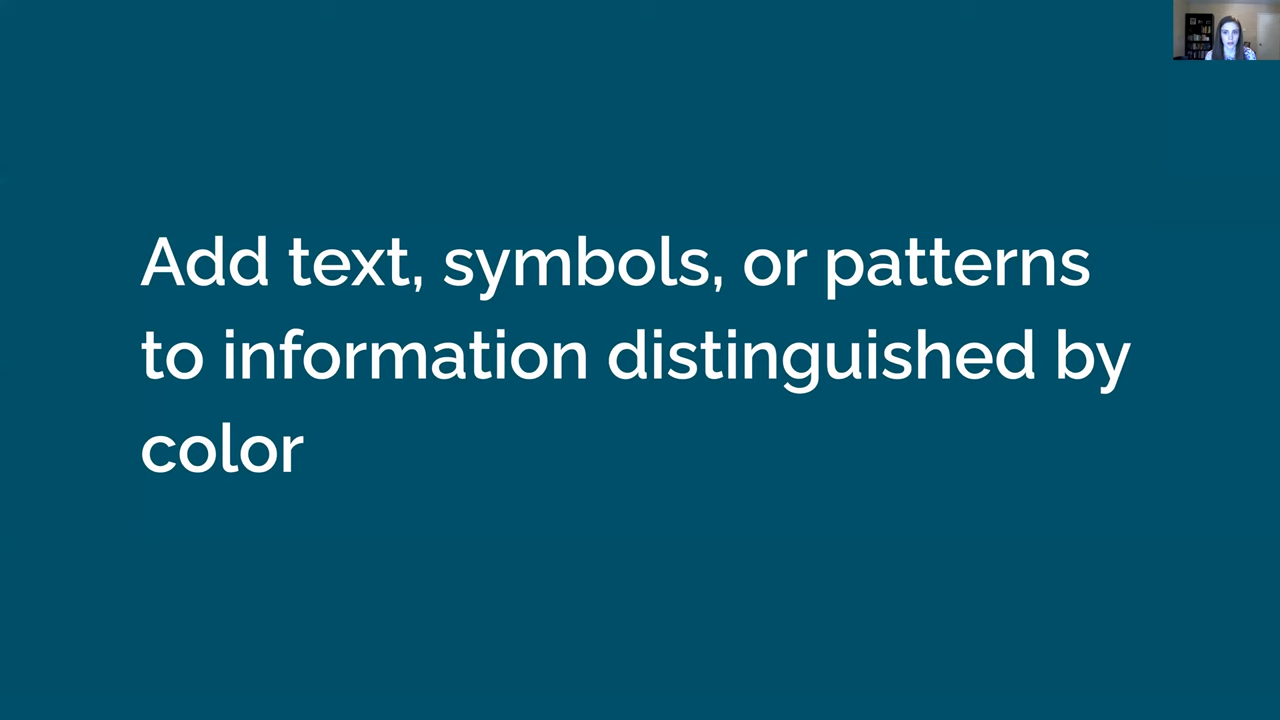 Add text, symbols, or patterns
to information distinguished by
color